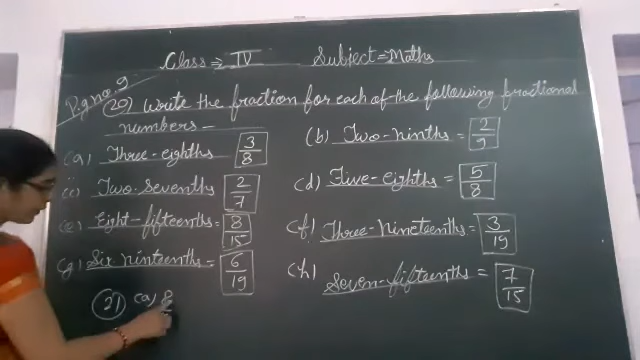 Class ⇒ IV Subject = Maths
Pg no. 9
(20) Write the fraction for each of the following fractional
numbers -
(a) Three-eighths 3/8 (b) Two-ninths = 2/9
(c) Two-sevenths 2/7 (d) Five-eighths = 5/8
(e) Eight-fifteenths = 8/15 (f) Three-nineteenths = 3/19
(g) Six ninteenths = 6/19 (h) Seven-fifteenths = 7/15
(21) (a) 8